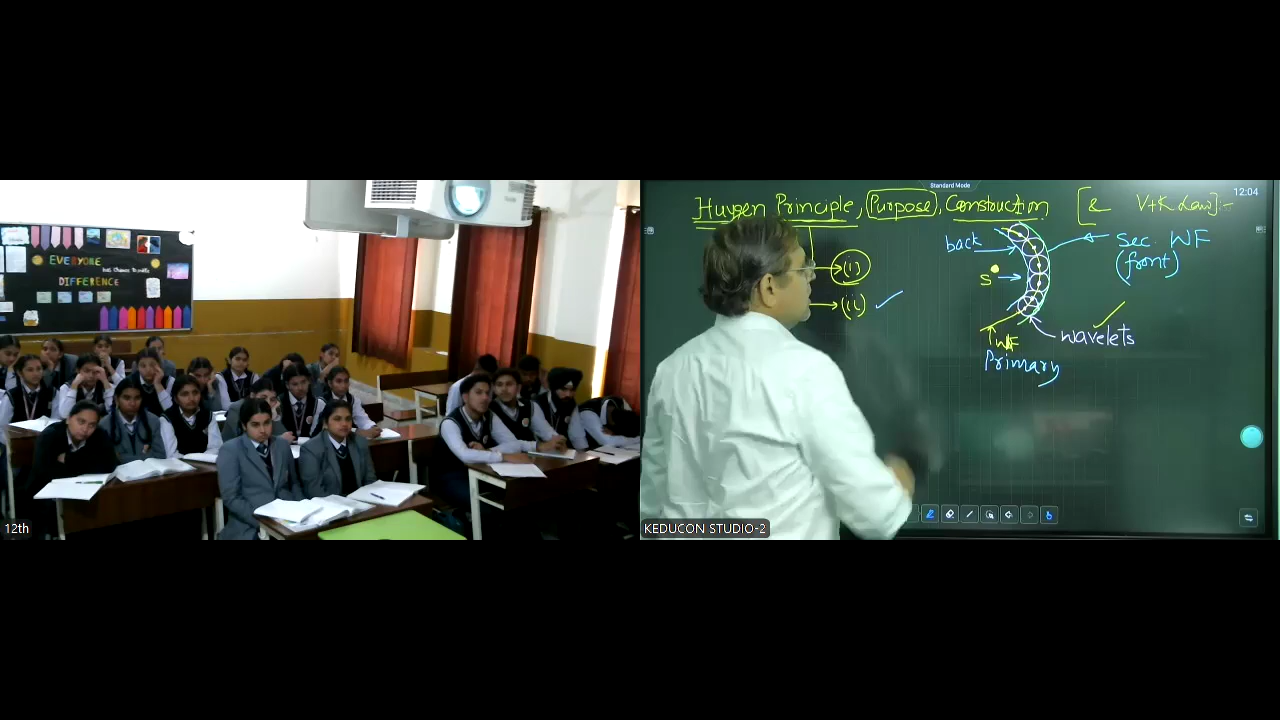 Standard Mode
12:04
Huygen Principle, Purpose, Construction [& V+K Law]:-
back
Sec. WF
(front)
(i)
S
(ii)
wavelets
WF
Primary
EVERYONE
DIFFERENCE
12th
KEDUCON STUDIO-2